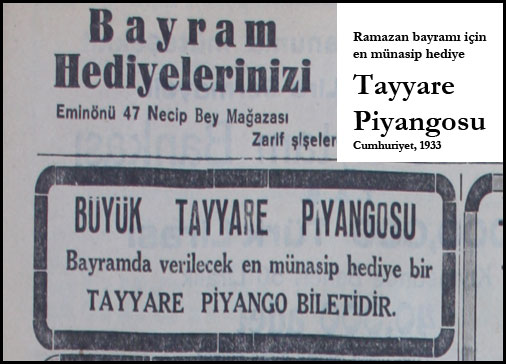 Bayram
Hediyelerinizi
Eminönü 47 Necip Bey Mağazası
Zarif şişeler
Ramazan bayramı için
en münasip hediye
Tayyare
Piyangosu
Cumhuriyet, 1933
BÜYÜK TAYYARE PİYANGOSU
Bayramda verilecek en münasip hediye bir
TAYYARE PİYANGO BİLETİDİR.